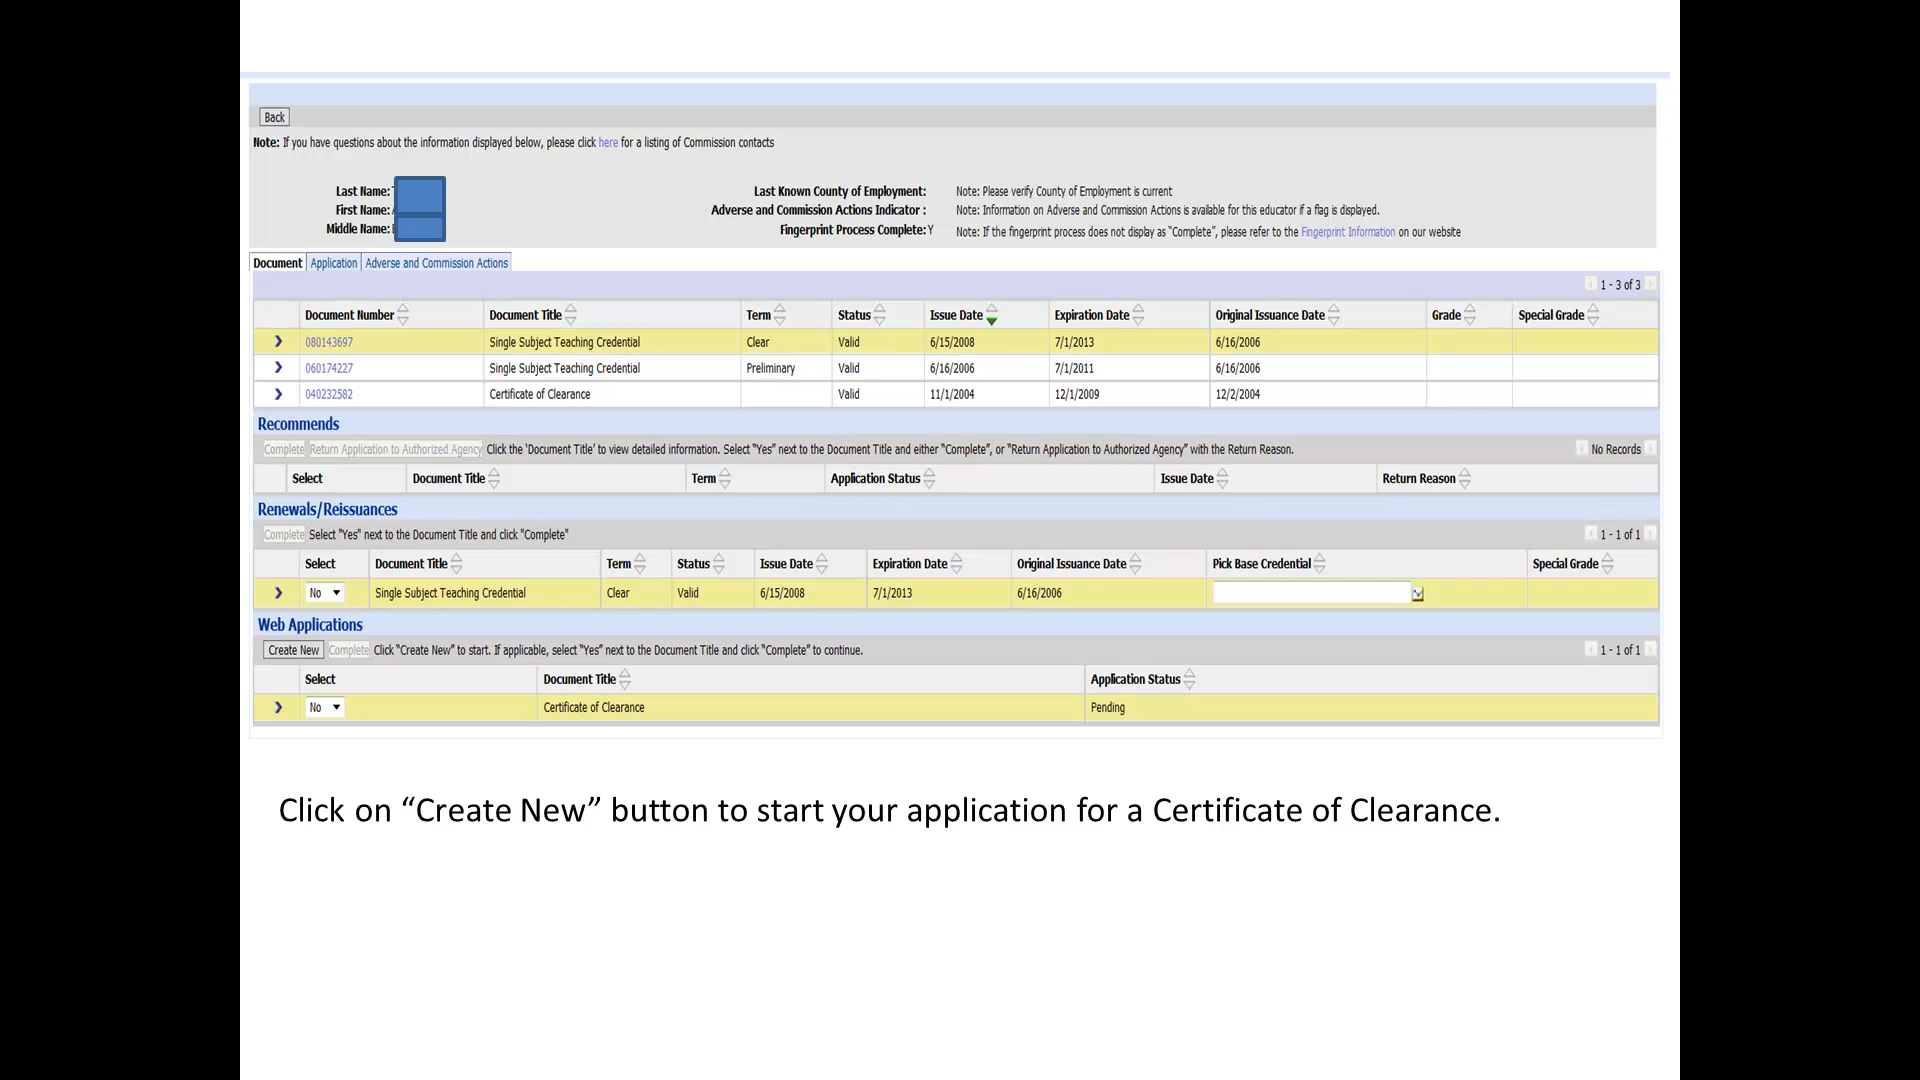 Back
Note: If you have questions about the information displayed below, please click here for a listing of Commission contacts
Last Name: Last Known County of Employment: Note: Please verify County of Employment is current
First Name: Adverse and Commission Actions Indicator : Note: Information on Adverse and Commission Actions is available for this educator if a flag is displayed.
Middle Name: Fingerprint Process Complete: Y Note: If the fingerprint process does not display as “Complete”, please refer to the Fingerprint Information on our website
Document Application Adverse and Commission Actions
1 - 3 of 3
Document Number Document Title Term Status Issue Date Expiration Date Original Issuance Date Grade Special Grade
080143697 Single Subject Teaching Credential Clear Valid 6/15/2008 7/1/2013 6/16/2006
060174227 Single Subject Teaching Credential Preliminary Valid 6/16/2006 7/1/2011 6/16/2006
040232582 Certificate of Clearance Valid 11/1/2004 12/1/2009 12/2/2004
Recommends
Complete Return Application to Authorized Agency Click the ‘Document Title’ to view detailed information. Select “Yes” next to the Document Title and either “Complete”, or “Return Application to Authorized Agency” with the Return Reason. No Records
Select Document Title Term Application Status Issue Date Return Reason
Renewals/Reissuances
Complete Select "Yes" next to the Document Title and click "Complete" 1 - 1 of 1
Select Document Title Term Status Issue Date Expiration Date Original Issuance Date Pick Base Credential Special Grade
No Single Subject Teaching Credential Clear Valid 6/15/2008 7/1/2013 6/16/2006
Web Applications
Create New Complete Click “Create New” to start. If applicable, select “Yes” next to the Document Title and click “Complete” to continue. 1 - 1 of 1
Select Document Title Application Status
No Certificate of Clearance Pending
Click on “Create New” button to start your application for a Certificate of Clearance.